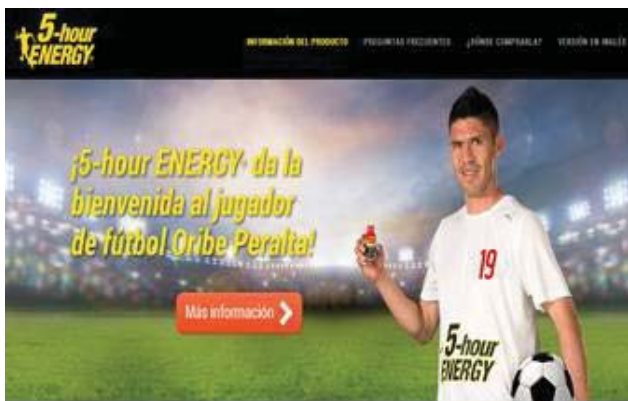 5-hour
ENERGY
INFORMACIÓN DEL PRODUCTO PREGUNTAS FRECUENTES ¿DÓNDE COMPRARLA? VERSIÓN EN INGLÉS
¡5-hour ENERGY® da la
bienvenida al jugador
de fútbol Oribe Peralta!
Más información
19
5-hour
ENERGY